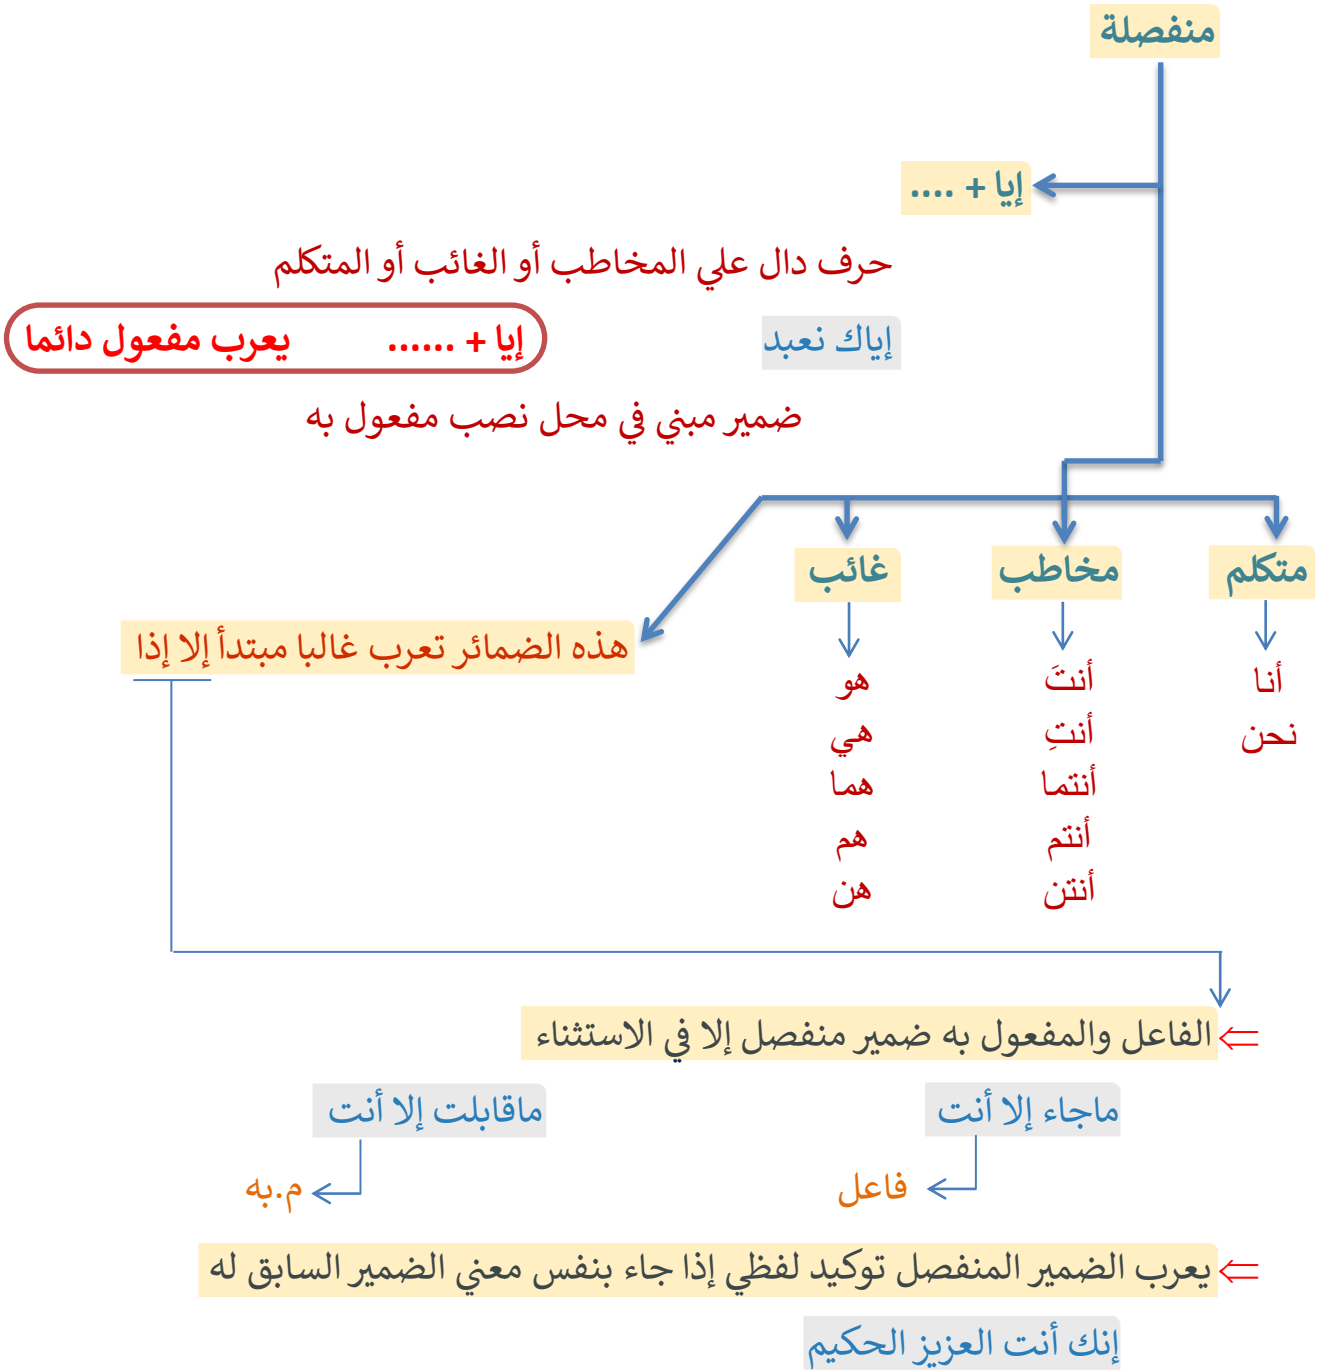 منفصلة
إيا + ....
حرف دال علي المخاطب أو الغائب أو المتكلم
إياك نعبد
إيا + ...... يعرب مفعول دائما
ضمير مبني في محل نصب مفعول به
متكلم
أنا
نحن
مخاطب
أنتَ
أنتِ
أنتما
أنتم
أنتن
غائب
هو
هي
هما
هم
هن
هذه الضمائر تعرب غالبا مبتدأ إلا إذا
الفاعل والمفعول به ضمير منفصل إلا في الاستثناء
ماجاء إلا أنت
فاعل
ماقابلت إلا أنت
م.به
يعرب الضمير المنفصل توكيد لفظي إذا جاء بنفس معني الضمير السابق له
إنك أنت العزيز الحكيم